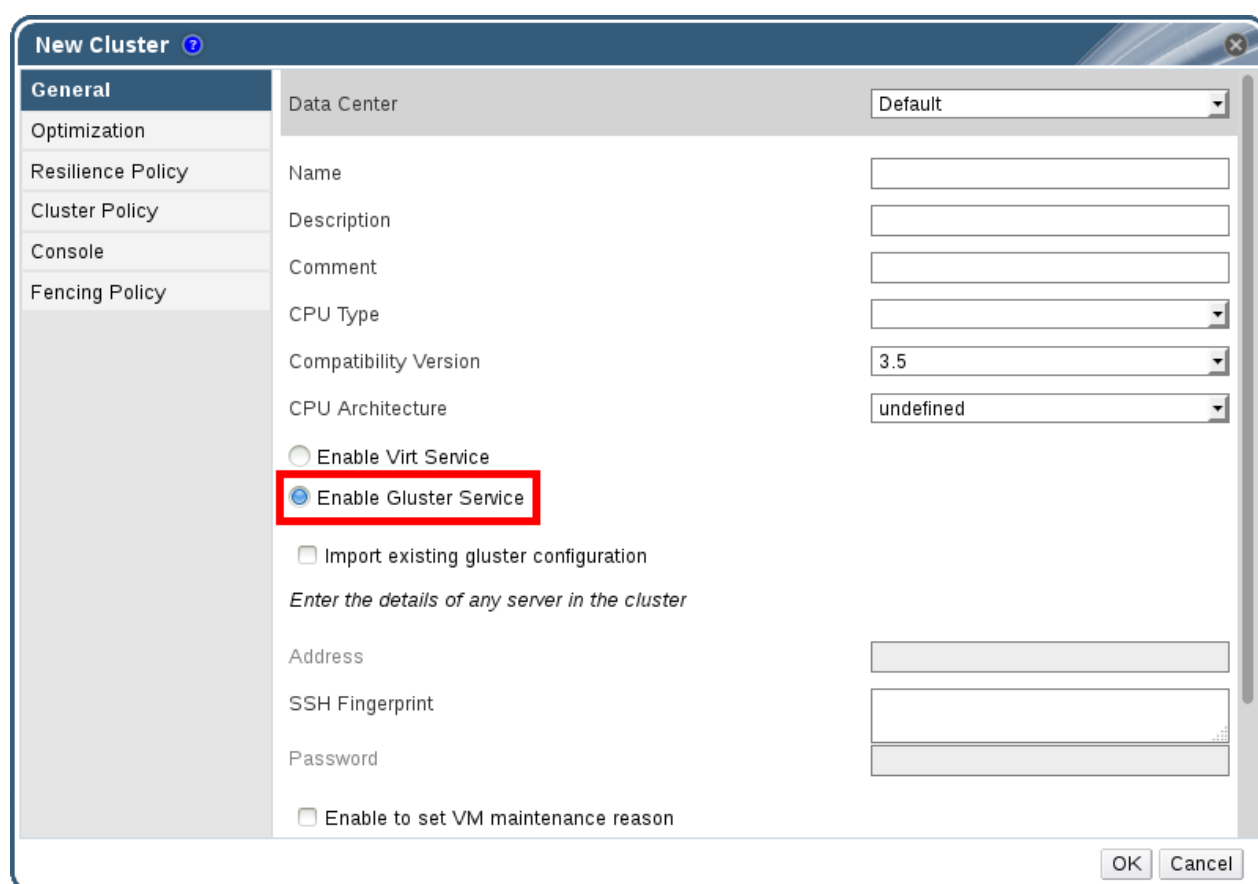 New Cluster ?
General
Optimization
Resilience Policy
Cluster Policy
Console
Fencing Policy
Data Center Default
Name
Description
Comment
CPU Type
Compatibility Version 3.5
CPU Architecture undefined
Enable Virt Service
Enable Gluster Service
Import existing gluster configuration
Enter the details of any server in the cluster
Address
SSH Fingerprint
Password
Enable to set VM maintenance reason
OK Cancel